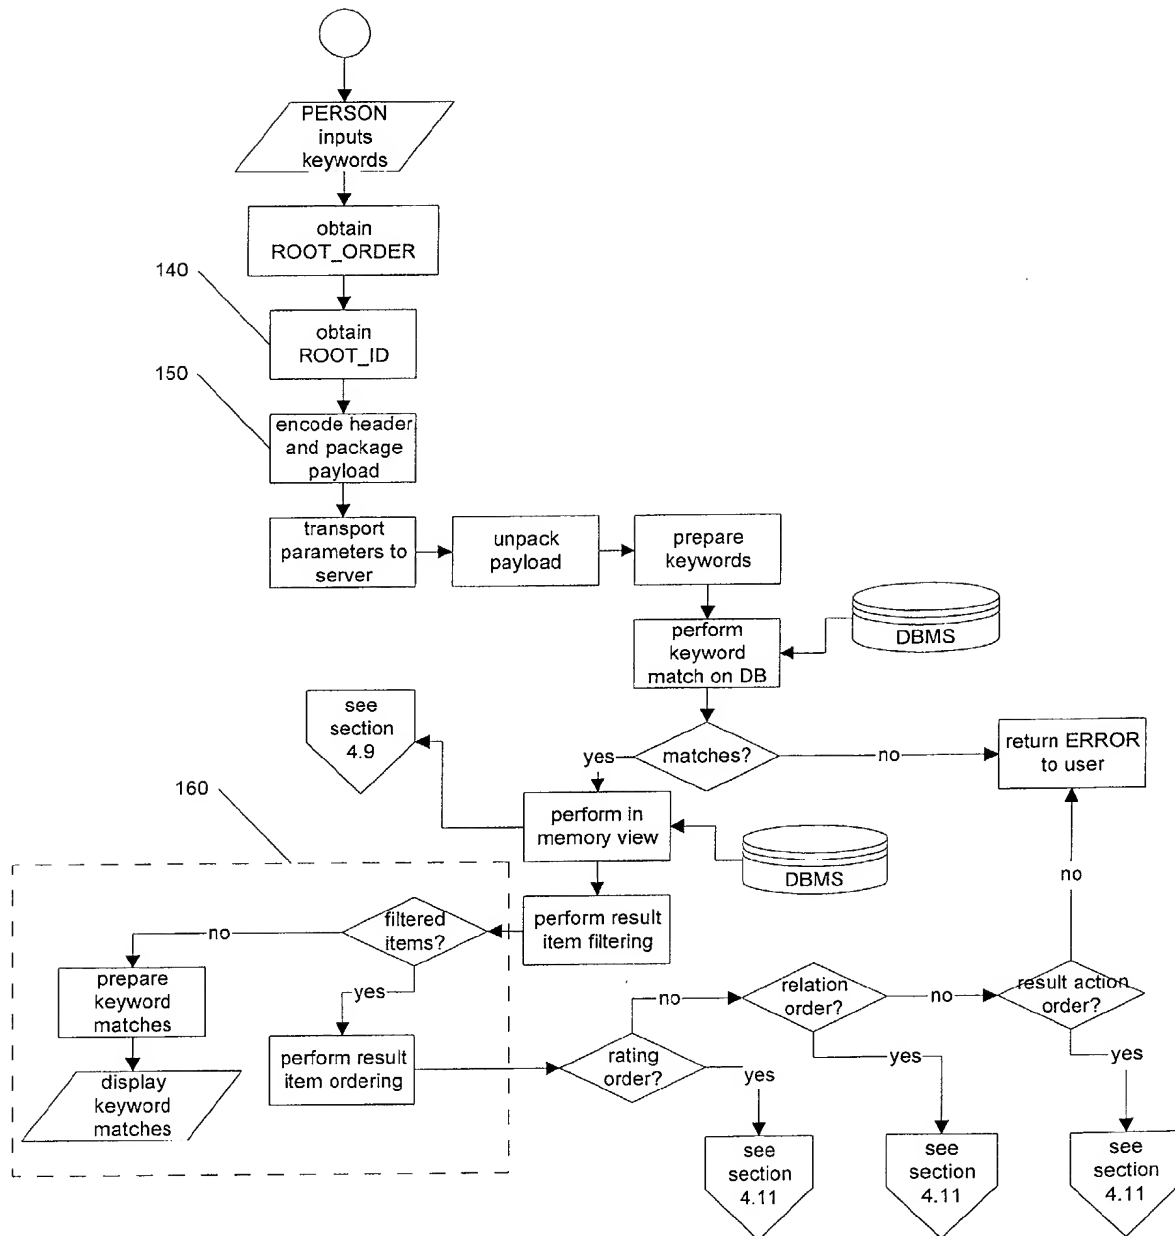 PERSON
inputs
keywords
obtain
ROOT_ORDER
140
obtain
ROOT_ID
150
encode header
and package
payload
transport
parameters to
server
unpack
payload
prepare
keywords
perform
keyword
match on DB
DBMS
see
section
4.9
yes
matches?
no
return ERROR
to user
160
perform in
memory view
DBMS
no
perform result
item filtering
filtered
items?
no
prepare
keyword
matches
yes
display
keyword
matches
perform result
item ordering
rating
order?
no
relation
order?
no
result action
order?
yes
yes
yes
see
section
4.11
see
section
4.11
see
section
4.11